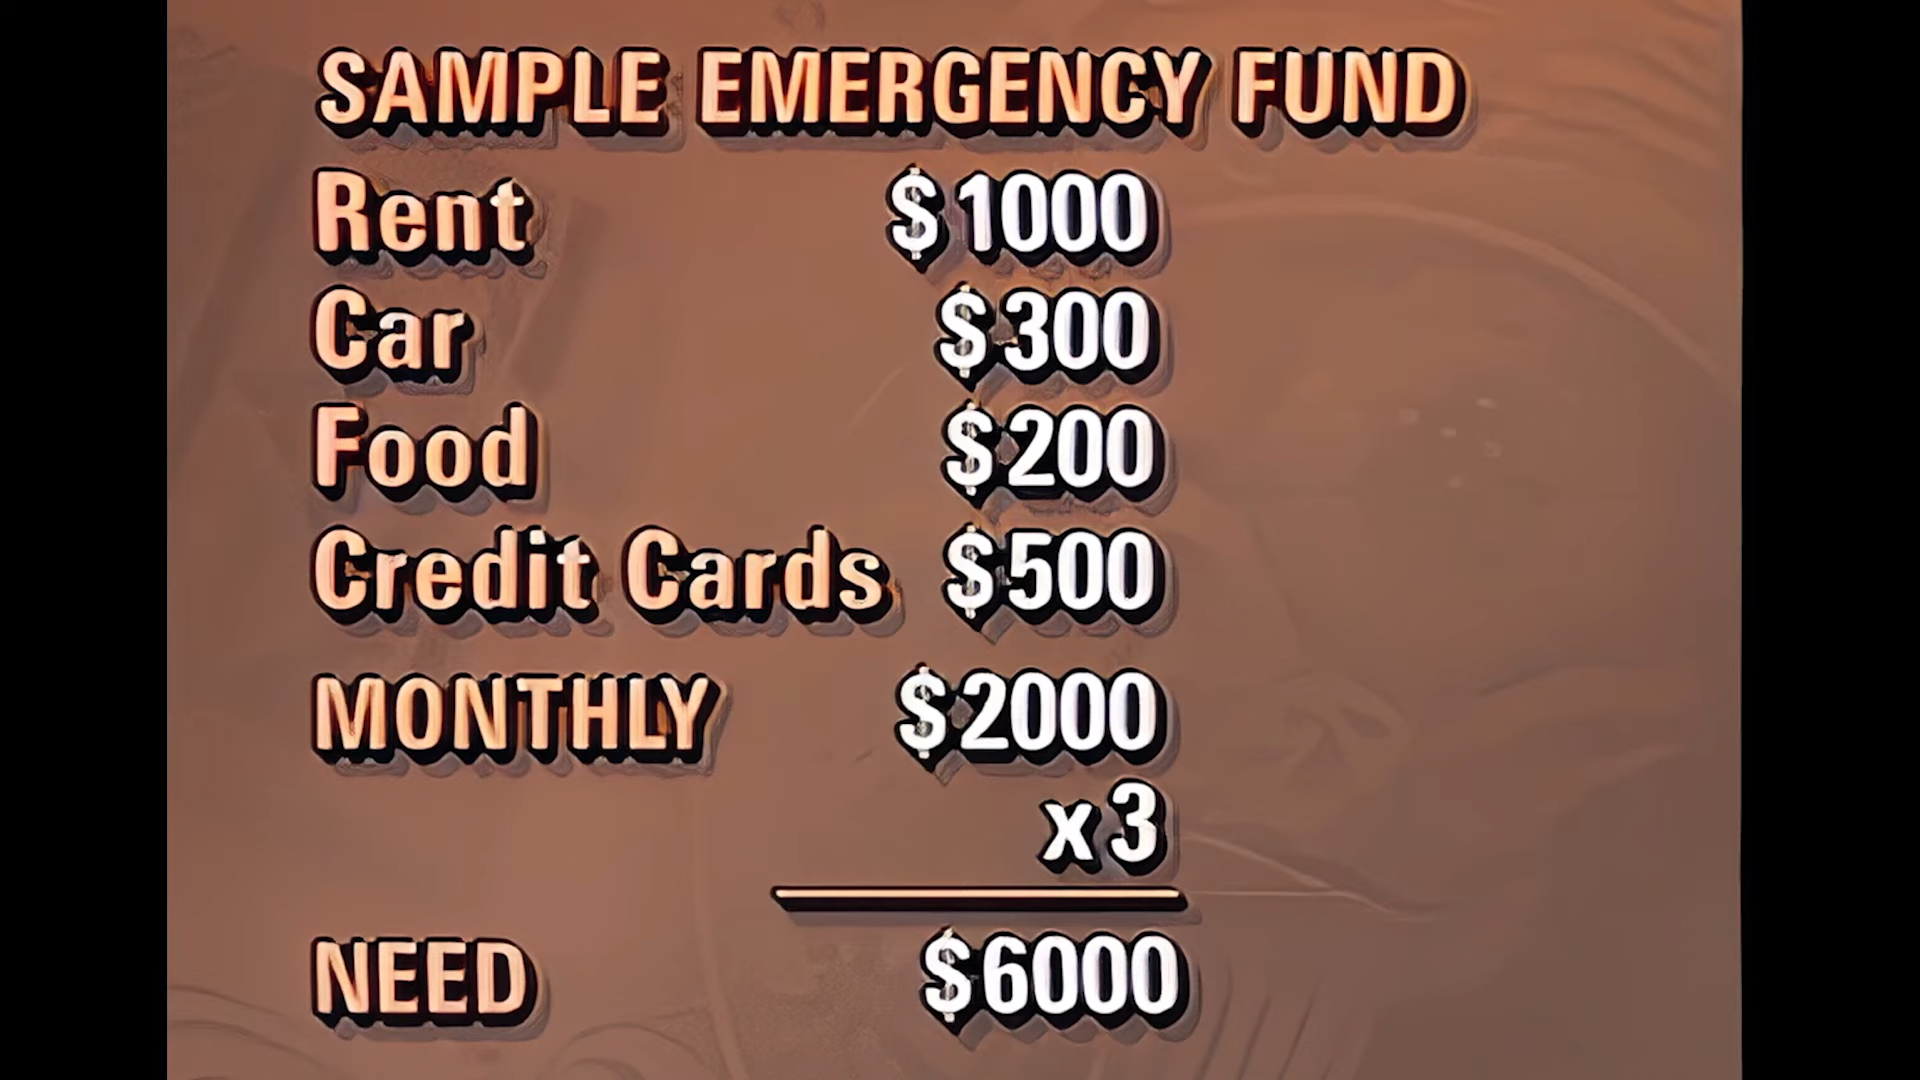 SAMPLE EMERGENCY FUND
Rent $1000
Car $300
Food $200
Credit Cards $500
MONTHLY $2000
x3
NEED $6000